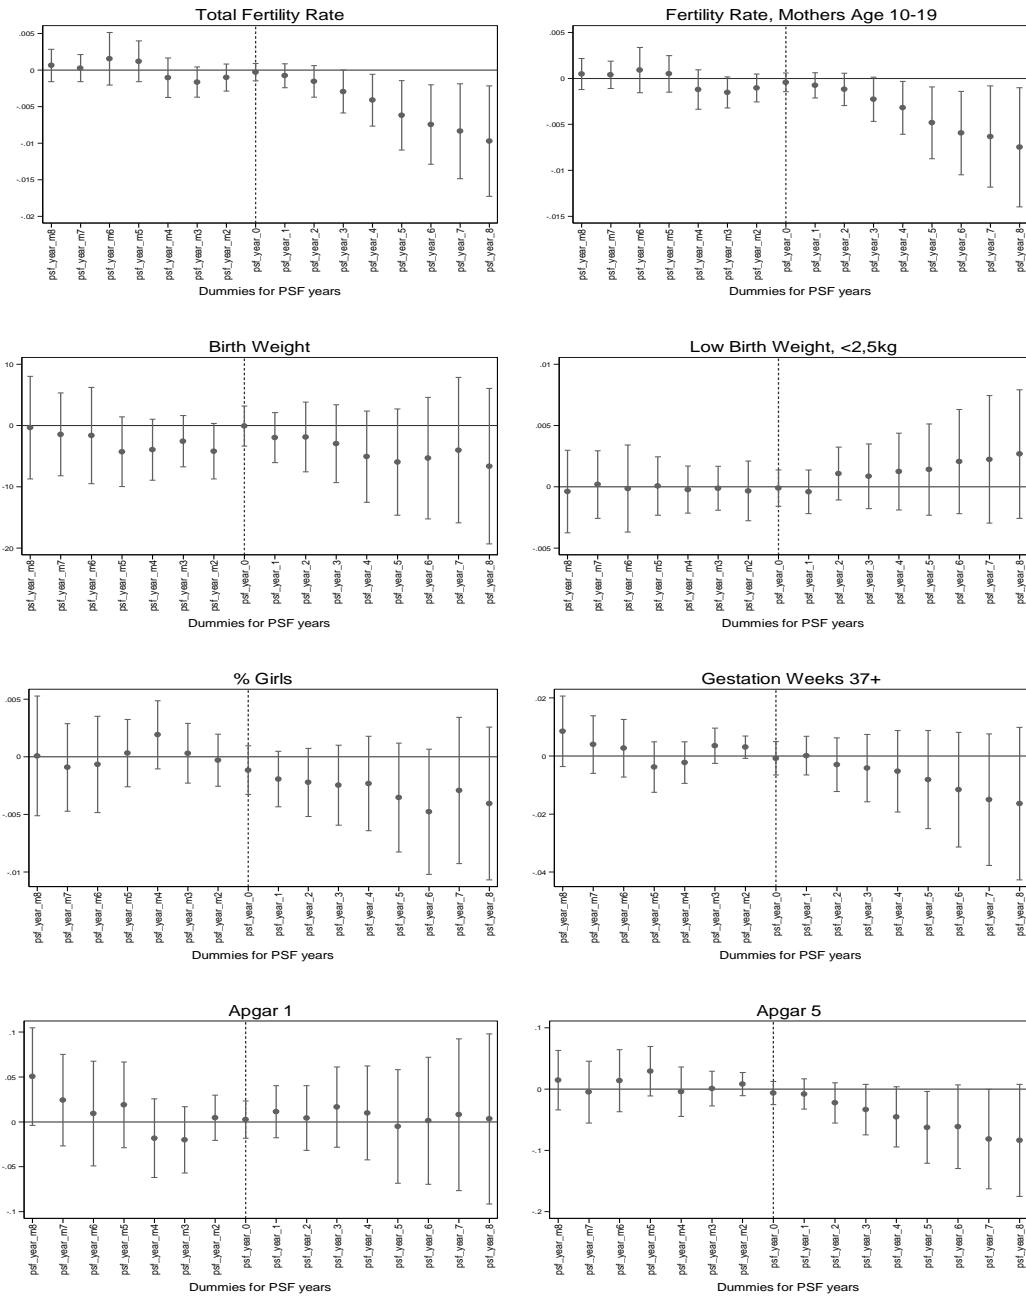 Total Fertility Rate
.005
0
-.005
-.01
-.015
-.02
psf_year_m8
psf_year_m7
psf_year_m6
psf_year_m5
psf_year_m4
psf_year_m3
psf_year_m2
psf_year_0
psf_year_1
psf_year_2
psf_year_3
psf_year_4
psf_year_5
psf_year_6
psf_year_7
psf_year_8
Dummies for PSF years
Fertility Rate, Mothers Age 10-19
.005
0
-.005
-.01
-.015
psf_year_m8
psf_year_m7
psf_year_m6
psf_year_m5
psf_year_m4
psf_year_m3
psf_year_m2
psf_year_0
psf_year_1
psf_year_2
psf_year_3
psf_year_4
psf_year_5
psf_year_6
psf_year_7
psf_year_8
Dummies for PSF years
Birth Weight
10
0
-10
-20
psf_year_m8
psf_year_m7
psf_year_m6
psf_year_m5
psf_year_m4
psf_year_m3
psf_year_m2
psf_year_0
psf_year_1
psf_year_2
psf_year_3
psf_year_4
psf_year_5
psf_year_6
psf_year_7
psf_year_8
Dummies for PSF years
Low Birth Weight, <2,5kg
.01
.005
0
-.005
psf_year_m8
psf_year_m7
psf_year_m6
psf_year_m5
psf_year_m4
psf_year_m3
psf_year_m2
psf_year_0
psf_year_1
psf_year_2
psf_year_3
psf_year_4
psf_year_5
psf_year_6
psf_year_7
psf_year_8
Dummies for PSF years
% Girls
.005
0
-.005
-.01
psf_year_m8
psf_year_m7
psf_year_m6
psf_year_m5
psf_year_m4
psf_year_m3
psf_year_m2
psf_year_0
psf_year_1
psf_year_2
psf_year_3
psf_year_4
psf_year_5
psf_year_6
psf_year_7
psf_year_8
Dummies for PSF years
Gestation Weeks 37+
.02
0
-.02
-.04
psf_year_m8
psf_year_m7
psf_year_m6
psf_year_m5
psf_year_m4
psf_year_m3
psf_year_m2
psf_year_0
psf_year_1
psf_year_2
psf_year_3
psf_year_4
psf_year_5
psf_year_6
psf_year_7
psf_year_8
Dummies for PSF years
Apgar 1
.1
.05
0
-.05
-.1
psf_year_m8
psf_year_m7
psf_year_m6
psf_year_m5
psf_year_m4
psf_year_m3
psf_year_m2
psf_year_0
psf_year_1
psf_year_2
psf_year_3
psf_year_4
psf_year_5
psf_year_6
psf_year_7
psf_year_8
Dummies for PSF years
Apgar 5
.1
0
-.1
-.2
psf_year_m8
psf_year_m7
psf_year_m6
psf_year_m5
psf_year_m4
psf_year_m3
psf_year_m2
psf_year_0
psf_year_1
psf_year_2
psf_year_3
psf_year_4
psf_year_5
psf_year_6
psf_year_7
psf_year_8
Dummies for PSF years